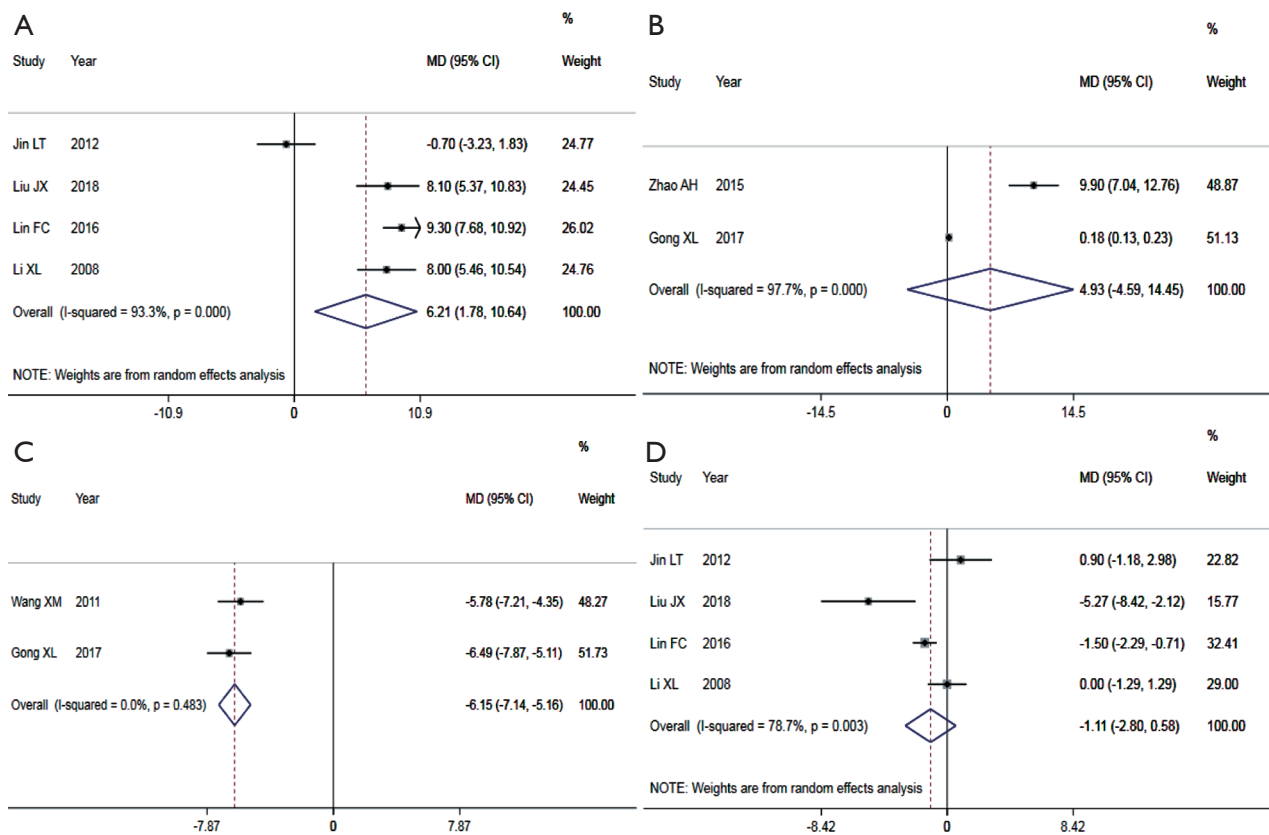 A
%
Study Year MD (95% CI) Weight
Jin LT 2012 -0.70 (-3.23, 1.83) 24.77
Liu JX 2018 8.10 (5.37, 10.83) 24.45
Lin FC 2016 9.30 (7.68, 10.92) 26.02
Li XL 2008 8.00 (5.46, 10.54) 24.76
Overall (I-squared = 93.3%, p = 0.000) 6.21 (1.78, 10.64) 100.00
NOTE: Weights are from random effects analysis
-10.9 0 10.9
B
%
Study Year MD (95% CI) Weight
Zhao AH 2015 9.90 (7.04, 12.76) 48.87
Gong XL 2017 0.18 (0.13, 0.23) 51.13
Overall (I-squared = 97.7%, p = 0.000) 4.93 (-4.59, 14.45) 100.00
NOTE: Weights are from random effects analysis
-14.5 0 14.5
C
%
Study Year MD (95% CI) Weight
Wang XM 2011 -5.78 (-7.21, -4.35) 48.27
Gong XL 2017 -6.49 (-7.87, -5.11) 51.73
Overall (I-squared = 0.0%, p = 0.483) -6.15 (-7.14, -5.16) 100.00
-7.87 0 7.87
D
%
Study Year MD (95% CI) Weight
Jin LT 2012 0.90 (-1.18, 2.98) 22.82
Liu JX 2018 -5.27 (-8.42, -2.12) 15.77
Lin FC 2016 -1.50 (-2.29, -0.71) 32.41
Li XL 2008 0.00 (-1.29, 1.29) 29.00
Overall (I-squared = 78.7%, p = 0.003) -1.11 (-2.80, 0.58) 100.00
NOTE: Weights are from random effects analysis
-8.42 0 8.42